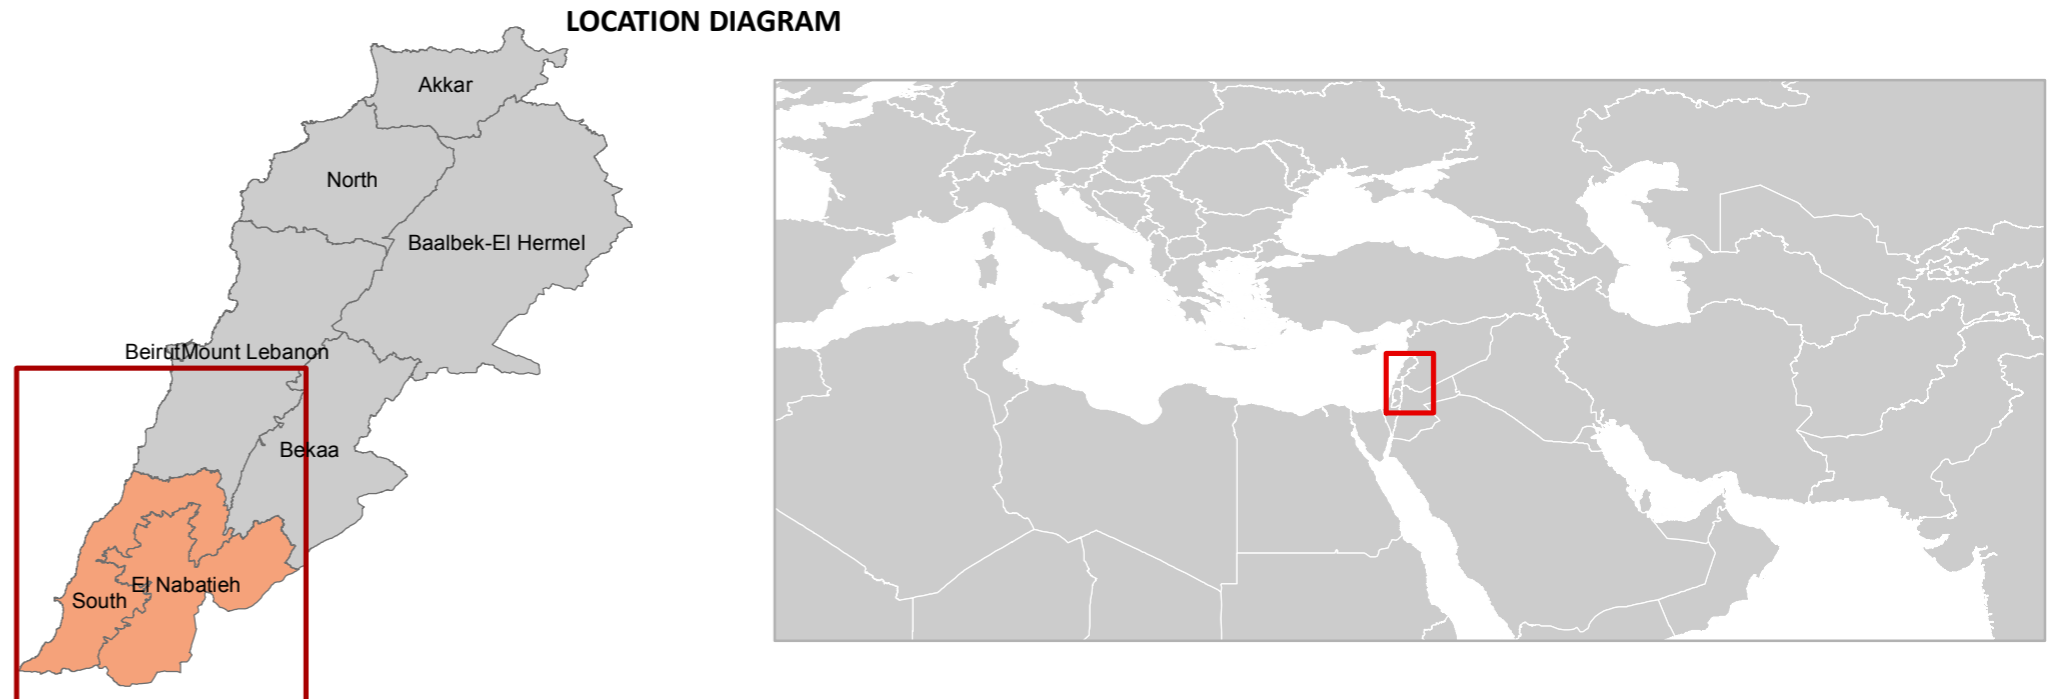 LOCATION DIAGRAM
Akkar
North
Baalbek-El Hermel
Beirut
Mount Lebanon
Bekaa
El Nabatieh
South